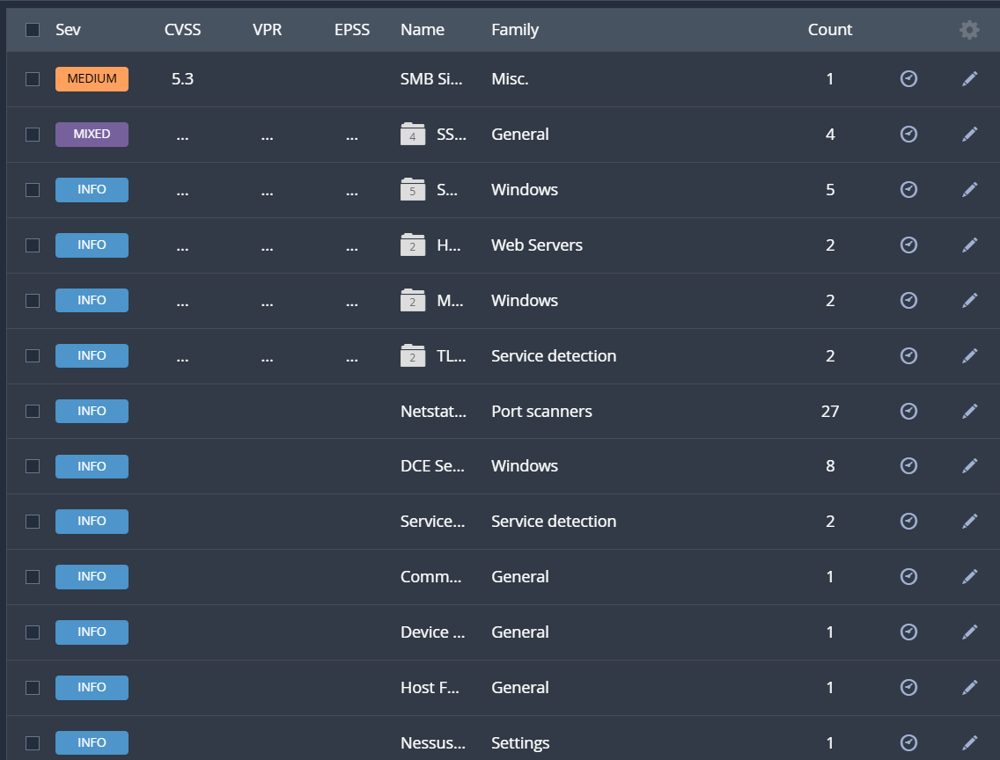 Sev CVSS VPR EPSS Name Family Count
MEDIUM 5.3 SMB Si... Misc. 1
MIXED ... ... ... 4 SS... General 4
INFO ... ... ... 5 S... Windows 5
INFO ... ... ... 2 H... Web Servers 2
INFO ... ... ... 2 M... Windows 2
INFO ... ... ... 2 TL... Service detection 2
INFO Netstat... Port scanners 27
INFO DCE Se... Windows 8
INFO Service... Service detection 2
INFO Comm... General 1
INFO Device ... General 1
INFO Host F... General 1
INFO Nessus... Settings 1